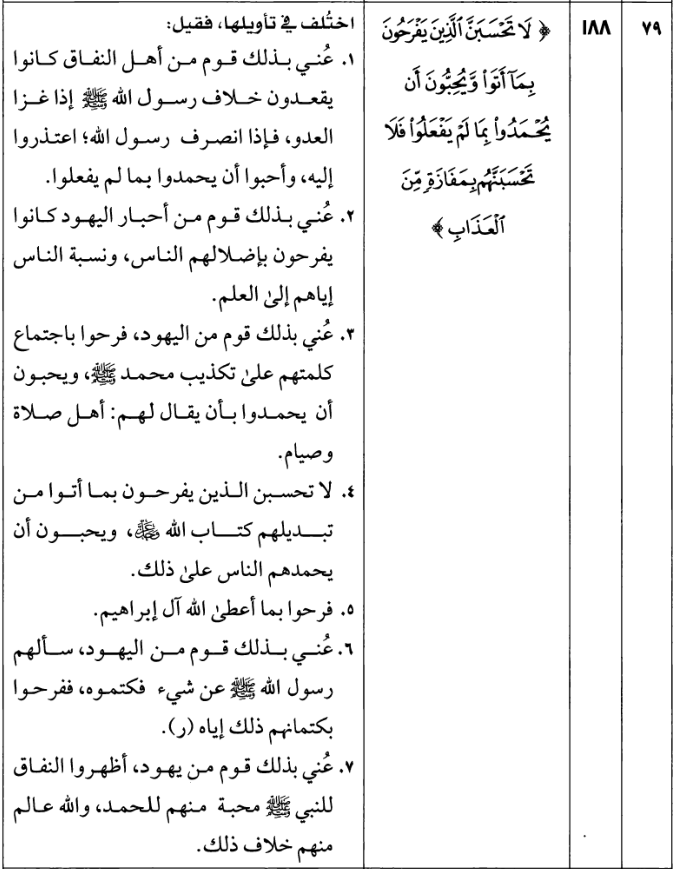 ٧٩
١٨٨
﴿ لَا تَحْسَبَنَّ ٱلَّذِينَ يَفْرَحُونَ
بِمَآ أَتَوا۟ وَّيُحِبُّونَ أَن
يُحْمَدُوا۟ بِمَا لَمْ يَفْعَلُوا۟ فَلَا
تَحْسَبَنَّهُم بِمَفَازَةٍ مِّنَ
ٱلْعَذَابِ ﴾
اختُلف في تأويلها، فقيل:
١. عُني بذلك قوم من أهل النفاق كانوا
يقعدون خلاف رسول الله ﷺ إذا غزا
العدو، فإذا انصرف رسول الله؛ اعتذروا
إليه، وأحبوا أن يحمدوا بما لم يفعلوا.
٢. عُني بذلك قوم من أحبار اليهود كانوا
يفرحون بإضلالهم الناس، ونسبة الناس
إياهم إلىٰ العلم.
٣. عُني بذلك قوم من اليهود، فرحوا باجتماع
كلمتهم علىٰ تكذيب محمد ﷺ، ويحبون
أن يحمدوا بأن يقال لهم: أهل صلاة
وصيام.
٤. لا تحسبن الذين يفرحون بما أتوا من
تبديلهم كتاب الله ﷻ، ويحبون أن
يحمدهم الناس علىٰ ذلك.
٥. فرحوا بما أعطىٰ الله آل إبراهيم.
٦. عُني بذلك قوم من اليهود، سألهم
رسول الله ﷺ عن شيء فكتموه، ففرحوا
بكتمانهم ذلك إياه (ر).
٧. عُني بذلك قوم من يهود، أظهروا النفاق
للنبي ﷺ محبة منهم للحمد، والله عالم
منهم خلاف ذلك.